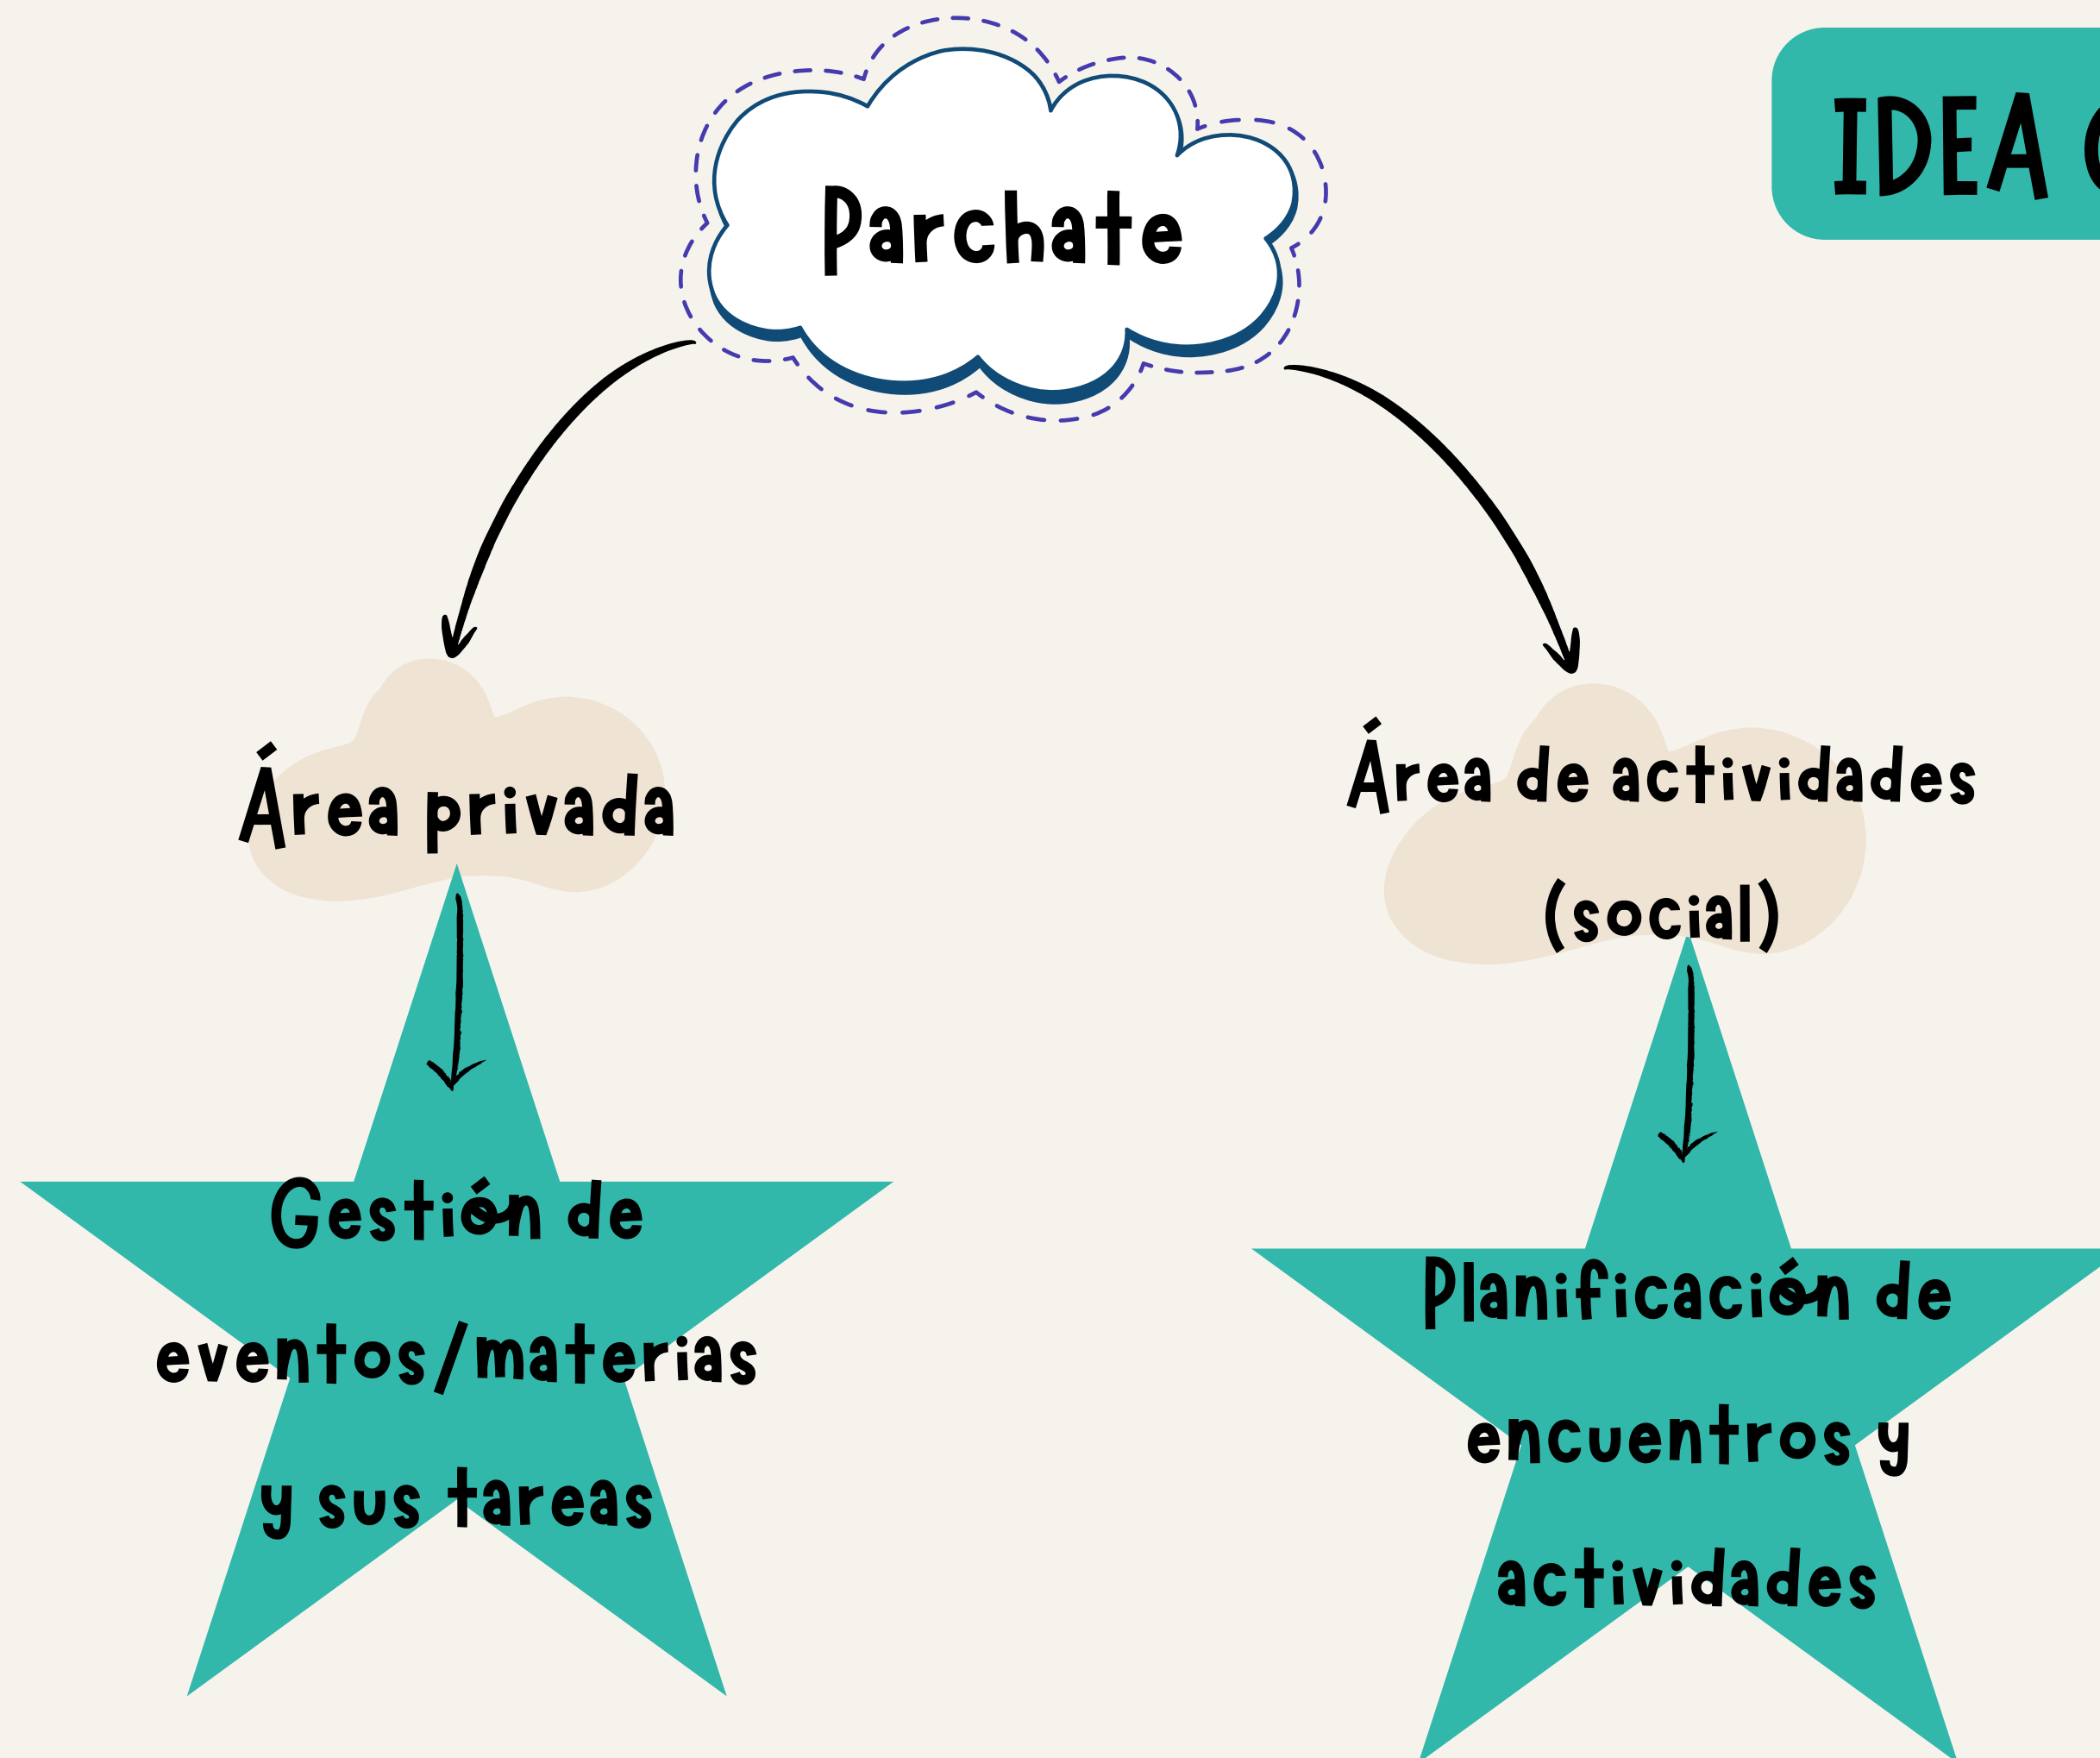 Parchate
IDEA
Área privada
Área de actividades
(social)
Gestión de
eventos/materias
y sus tareas
Planificación de
encuentros y
actividades